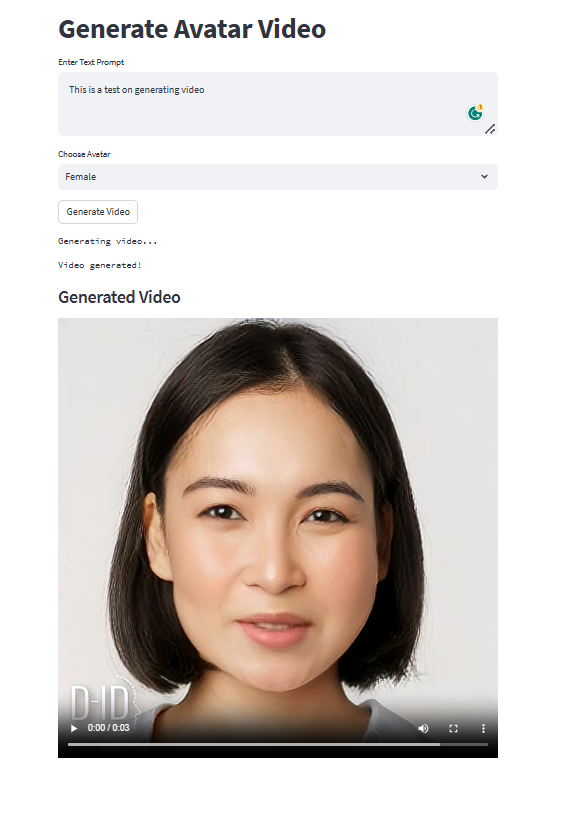 Generate Avatar Video
Enter Text Prompt
This is a test on generating video
1
Choose Avatar
Female
Generate Video
Generating video...
Video generated!
Generated Video
D-ID
0:00 / 0:03